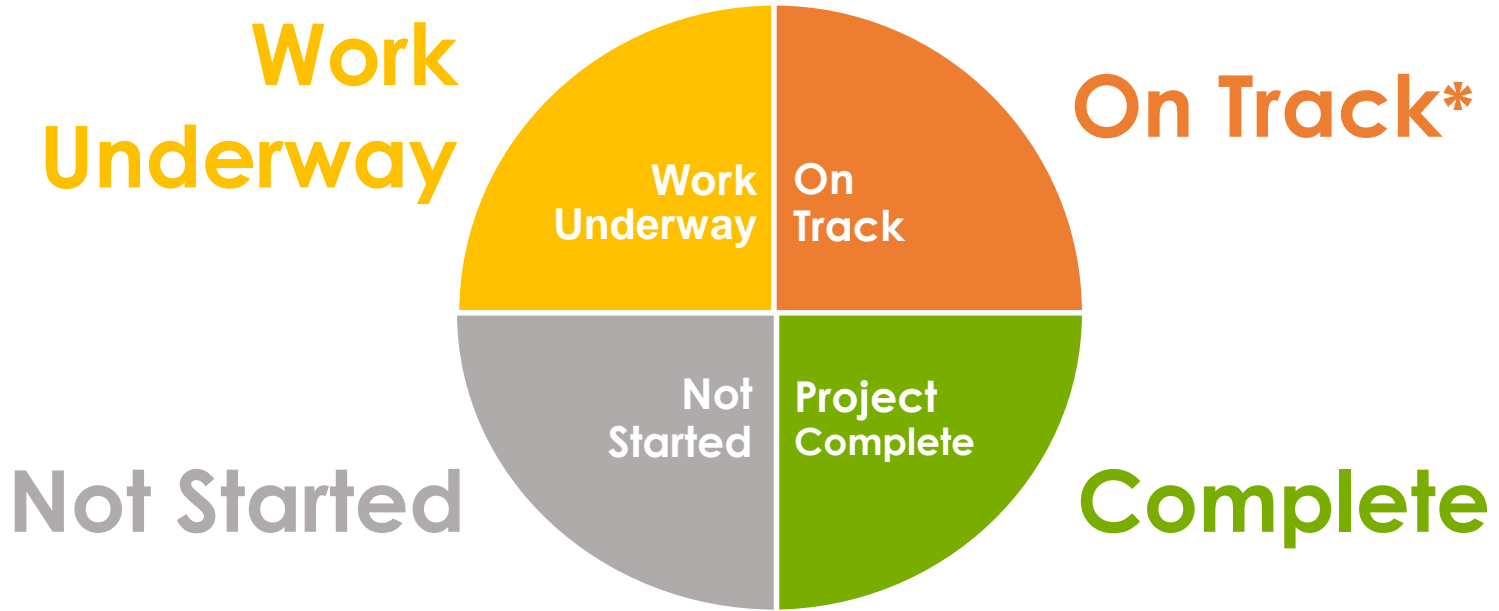 Work
Underway
On Track*
Work
Underway
On
Track
Not
Started
Project
Complete
Not Started
Complete